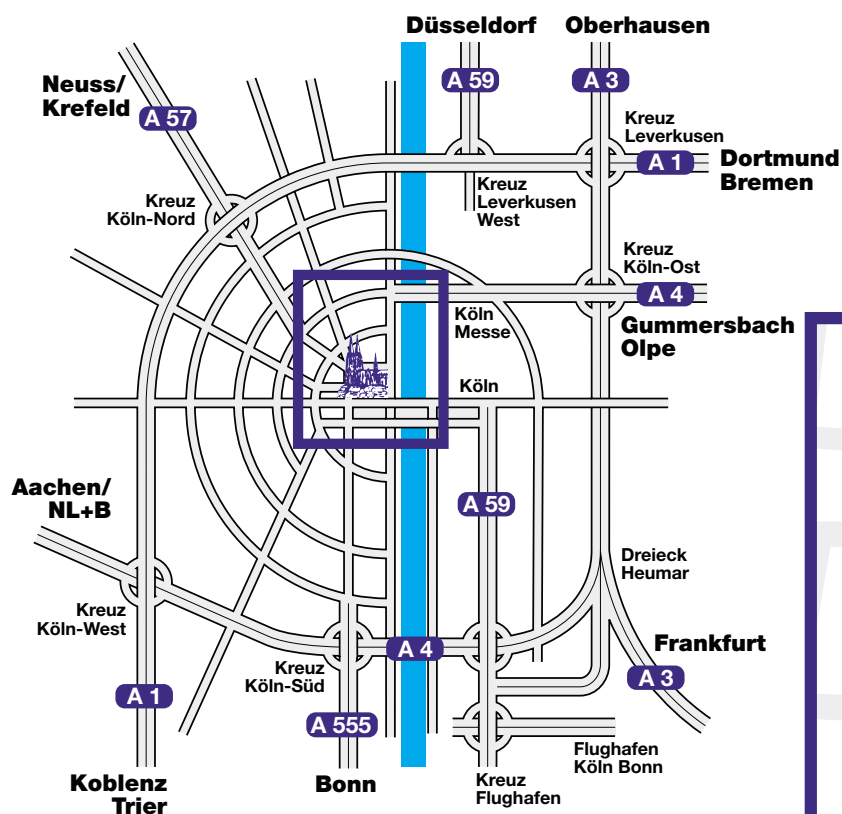 Düsseldorf
Oberhausen
Neuss/
Krefeld
A 59
A 3
A 57
Kreuz
Leverkusen
A 1
Dortmund
Bremen
Kreuz
Köln-Nord
Kreuz
Leverkusen
West
Kreuz
Köln-Ost
A 4
Köln
Messe
Gummersbach
Olpe
Köln
Aachen/
NL+B
A 59
Dreieck
Heumar
Kreuz
Köln-West
Kreuz
Köln-Süd
A 4
Frankfurt
A 3
A 1
A 555
Flughafen
Köln Bonn
Koblenz
Trier
Bonn
Kreuz
Flughafen